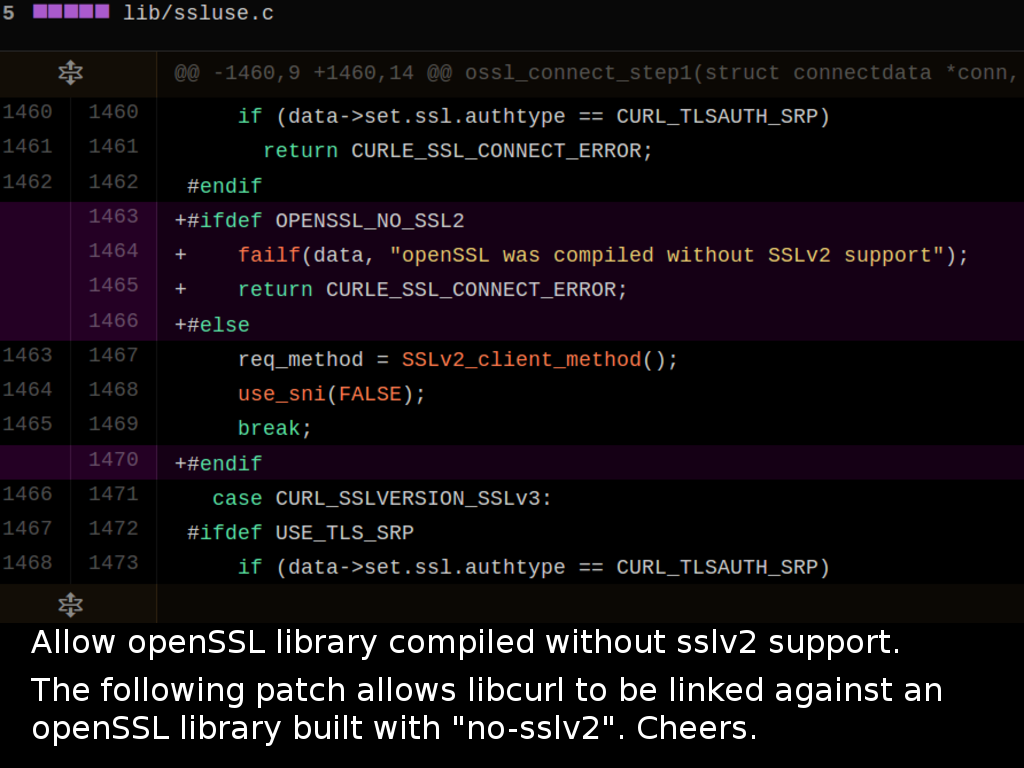 5 lib/ssluse.c
@@ -1460,9 +1460,14 @@ ossl_connect_step1(struct connectdata *conn,
1460 1460     if (data->set.ssl.authtype == CURL_TLSAUTH_SRP)
1461 1461       return CURLE_SSL_CONNECT_ERROR;
1462 1462 #endif
1463 +#ifdef OPENSSL_NO_SSL2
1464 +    failf(data, "openSSL was compiled without SSLv2 support");
1465 +    return CURLE_SSL_CONNECT_ERROR;
1466 +#else
1463 1467     req_method = SSLv2_client_method();
1464 1468     use_sni(FALSE);
1465 1469     break;
1470 +#endif
1466 1471   case CURL_SSLVERSION_SSLv3:
1467 1472 #ifdef USE_TLS_SRP
1468 1473     if (data->set.ssl.authtype == CURL_TLSAUTH_SRP)
Allow openSSL library compiled without sslv2 support.
The following patch allows libcurl to be linked against an
openSSL library built with "no-sslv2". Cheers.